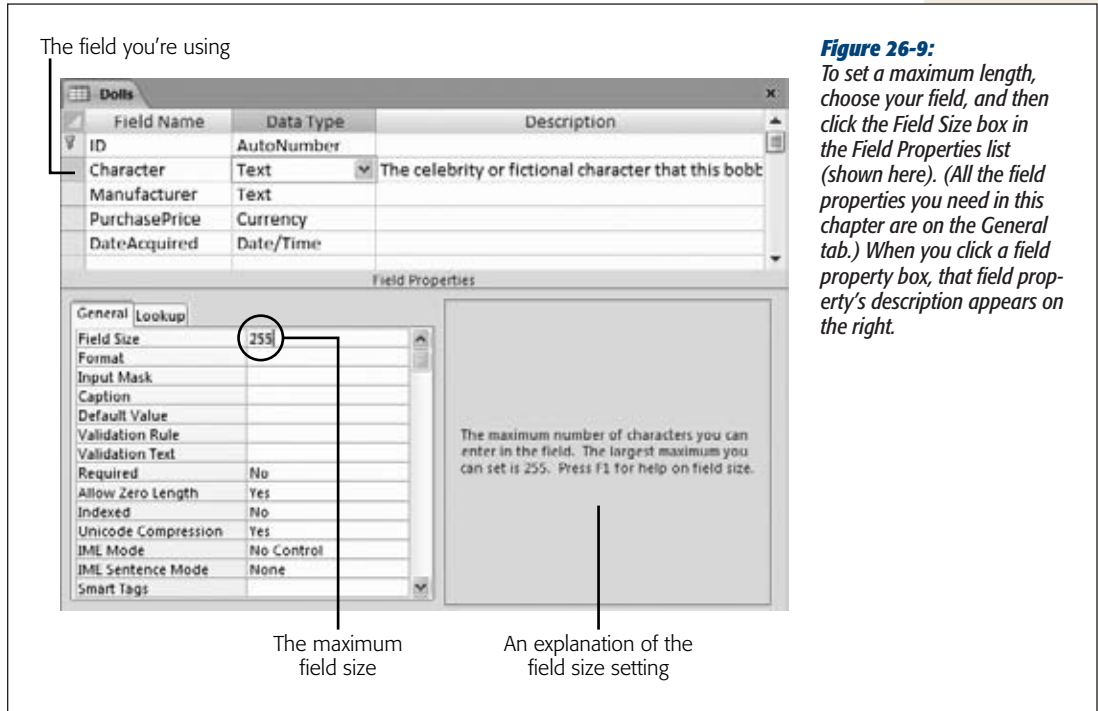 The field you're using
Dolls
Field Name Data Type Description
ID AutoNumber
Character Text The celebrity or fictional character that this bobb
Manufacturer Text
PurchasePrice Currency
DateAcquired Date/Time
Field Properties
General Lookup
Field Size 255
Format
Input Mask
Caption
Default Value
Validation Rule
Validation Text
Required No
Allow Zero Length Yes
Indexed No
Unicode Compression Yes
IME Mode No Control
IME Sentence Mode None
Smart Tags
The maximum number of characters you can
enter in the field. The largest maximum you
can set is 255. Press F1 for help on field size.
The maximum
field size
An explanation of the
field size setting
Figure 26-9:
To set a maximum length,
choose your field, and then
click the Field Size box in
the Field Properties list
(shown here). (All the field
properties you need in this
chapter are on the General
tab.) When you click a field
property box, that field prop-
erty's description appears on
the right.